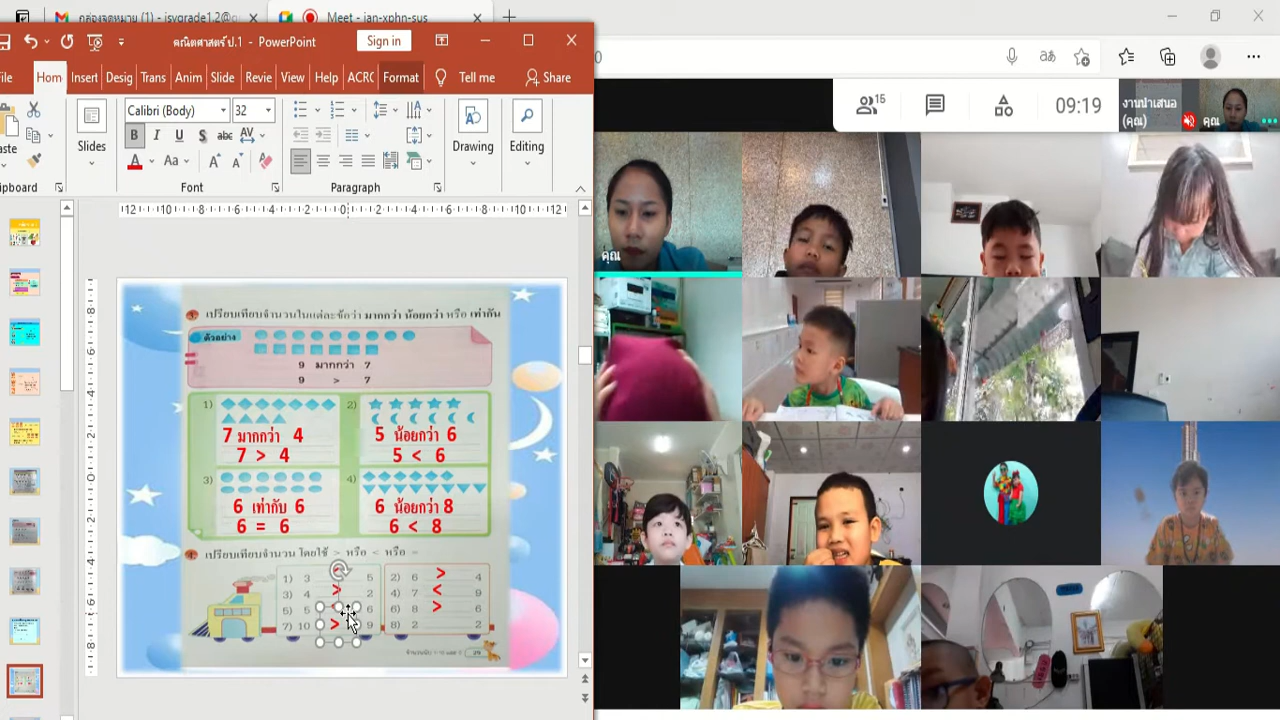 กล่องจดหมาย (1) - isygrade1.2@g
Meet - ian-xphn-sus
คณิตศาสตร์ ป.1 - PowerPoint
Sign in
File Hom Insert Desig Trans Anim Slide Revie View Help ACRC Format Tell me Share
Calibri (Body) 32
Slides Drawing Editing
Font Paragraph
15 09:19
งานนำเสนอ
(คุณ)
คุณ
คุณ
เปรียบเทียบจำนวนในแต่ละข้อว่า มากกว่า น้อยกว่า หรือ เท่ากัน
ตัวอย่าง
9 มากกว่า 7
9 > 7
1) 2)
7 มากกว่า 4 5 น้อยกว่า 6
7 > 4 5 < 6
3) 4)
6 เท่ากับ 6 6 น้อยกว่า 8
6 = 6 6 < 8
เปรียบเทียบจำนวน โดยใช้ > หรือ < หรือ =
1) 3 5 2) 6 > 4
3) 4 > 2 4) 7 < 9
5) 5 6 6) 8 > 6
7) 10 > 9 8) 2 2
29